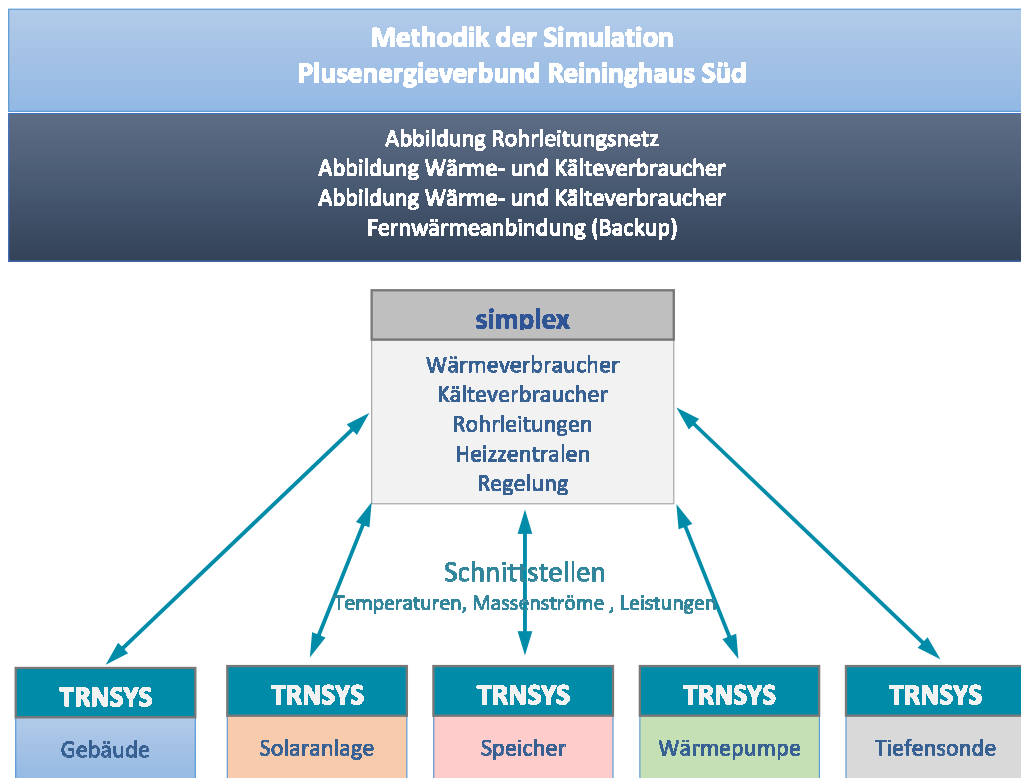 Methodik der Simulation
Plusenergieverbund Reininghaus Süd
Abbildung Rohrleitungsnetz
Abbildung Wärme- und Kälteverbraucher
Abbildung Wärme- und Kälteverbraucher
Fernwärmeanbindung (Backup)
simplex
Wärmeverbraucher
Kälteverbraucher
Rohrleitungen
Heizzentralen
Regelung
Schnittstellen
Temperaturen, Massenströme , Leistungen
TRNSYS
Gebäude
TRNSYS
Solaranlage
TRNSYS
Speicher
TRNSYS
Wärmepumpe
TRNSYS
Tiefensonde